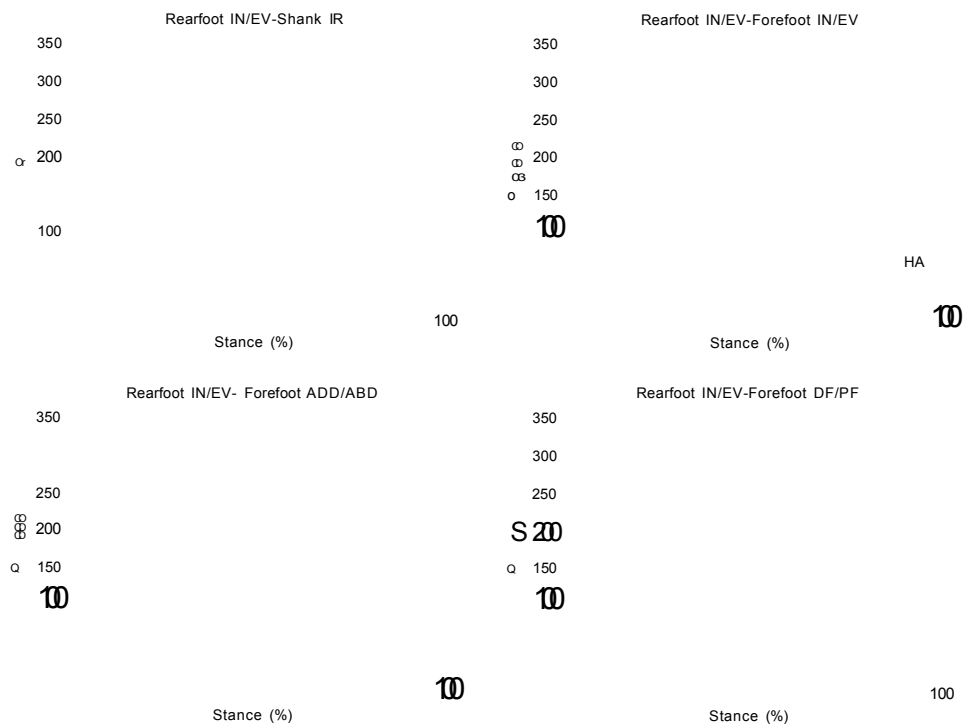 Rearfoot IN/EV-Shank IR
350
300
250
200
100
100
Stance (%)
Rearfoot IN/EV-Forefoot IN/EV
350
300
250
200
150
100
HA
100
Stance (%)
Rearfoot IN/EV- Forefoot ADD/ABD
350
250
200
Q 150
100
100
Stance (%)
Rearfoot IN/EV-Forefoot DF/PF
350
300
250
S 200
Q 150
100
100
Stance (%)